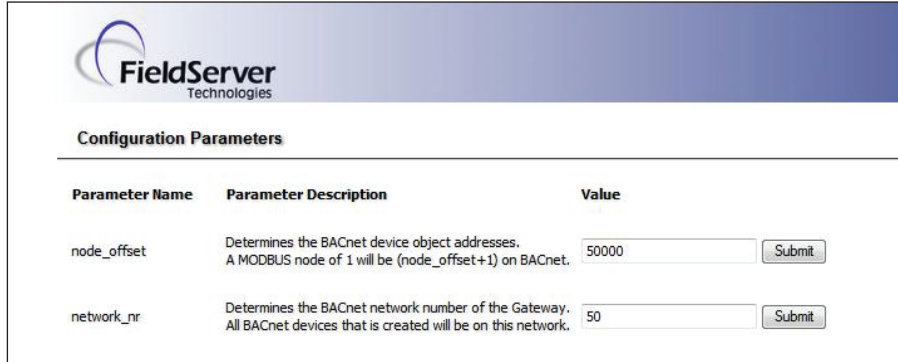 FieldServer
Technologies
Configuration Parameters
Parameter Name Parameter Description Value
node_offset
Determines the BACnet device object addresses.
A MODBUS node of 1 will be (node_offset+1) on BACnet.
50000 Submit
network_nr
Determines the BACnet network number of the Gateway.
All BACnet devices that is created will be on this network.
50 Submit